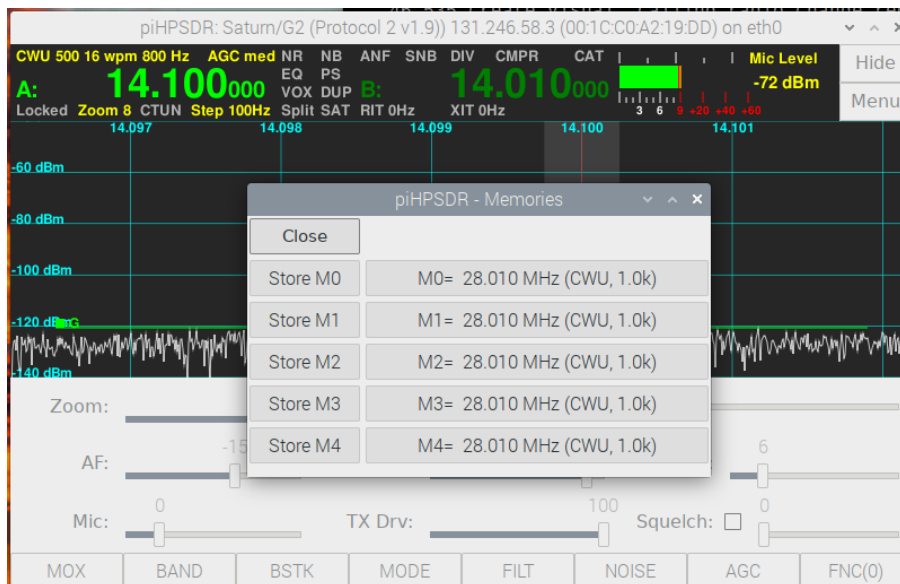 piHPSDR: Saturn/G2 (Protocol 2 v1.9)) 131.246.58.3 (00:1C:C0:A2:19:DD) on eth0
CWU 500 16 wpm 800 Hz AGC med NR NB ANF SNB DIV CMPR CAT Mic Level
Hide
A: 14.100000 EQ PS VOX DUP B: 14.010000 -72 dBm
3 6 9 +20 +40 +60
Menu
Locked Zoom 8 CTUN Step 100Hz Split SAT RIT 0Hz XIT 0Hz
14.097 14.098 14.099 14.100 14.101
-60 dBm
-80 dBm
-100 dBm
-120 dBm G
-140 dBm
piHPSDR - Memories
Close
Store M0 M0= 28.010 MHz (CWU, 1.0k)
Store M1 M1= 28.010 MHz (CWU, 1.0k)
Store M2 M2= 28.010 MHz (CWU, 1.0k)
Store M3 M3= 28.010 MHz (CWU, 1.0k)
Store M4 M4= 28.010 MHz (CWU, 1.0k)
Zoom:
-15 6
AF:
0 100 0
Mic: TX Drv: Squelch:
MOX BAND BSTK MODE FILT NOISE AGC FNC(0)